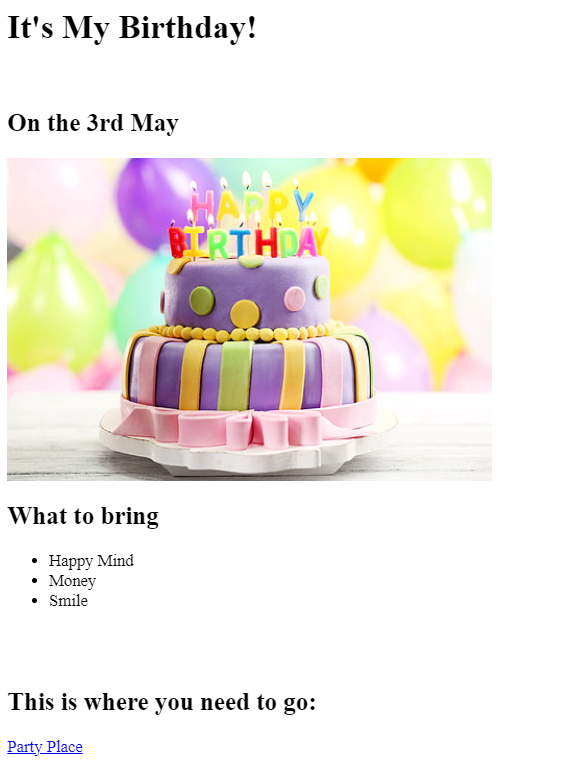 It's My Birthday!
On the 3rd May
HAPPY
BIRTHDAY
What to bring
Happy Mind
Money
Smile
This is where you need to go:
Party Place